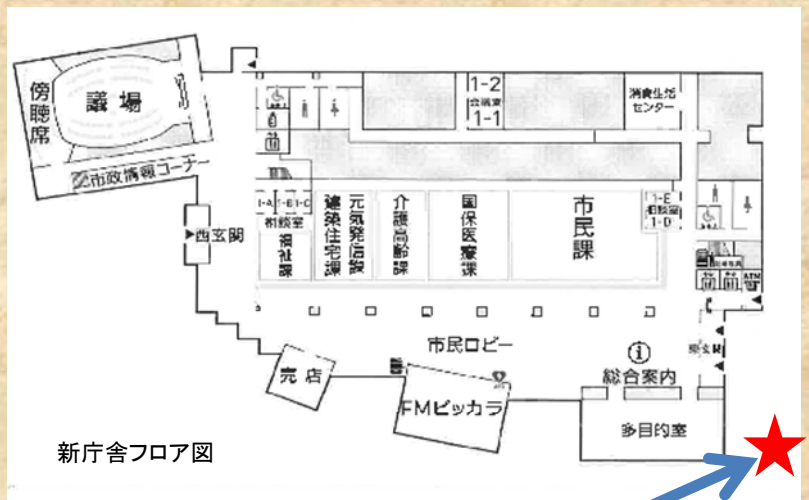 議場
傍聴席
市政情報コーナー
1-2
会議室
1-1
消費生活
センター
1-A 1-B 1-C
相談室
福祉課
建築住宅課
元気発信課
介護高齢課
国保医療課
市民課
1-E
相談室
1-D
西玄関
ATM
東玄関
市民ロビー
総合案内
売店
FMピッカラ
多目的室
新庁舎フロア図